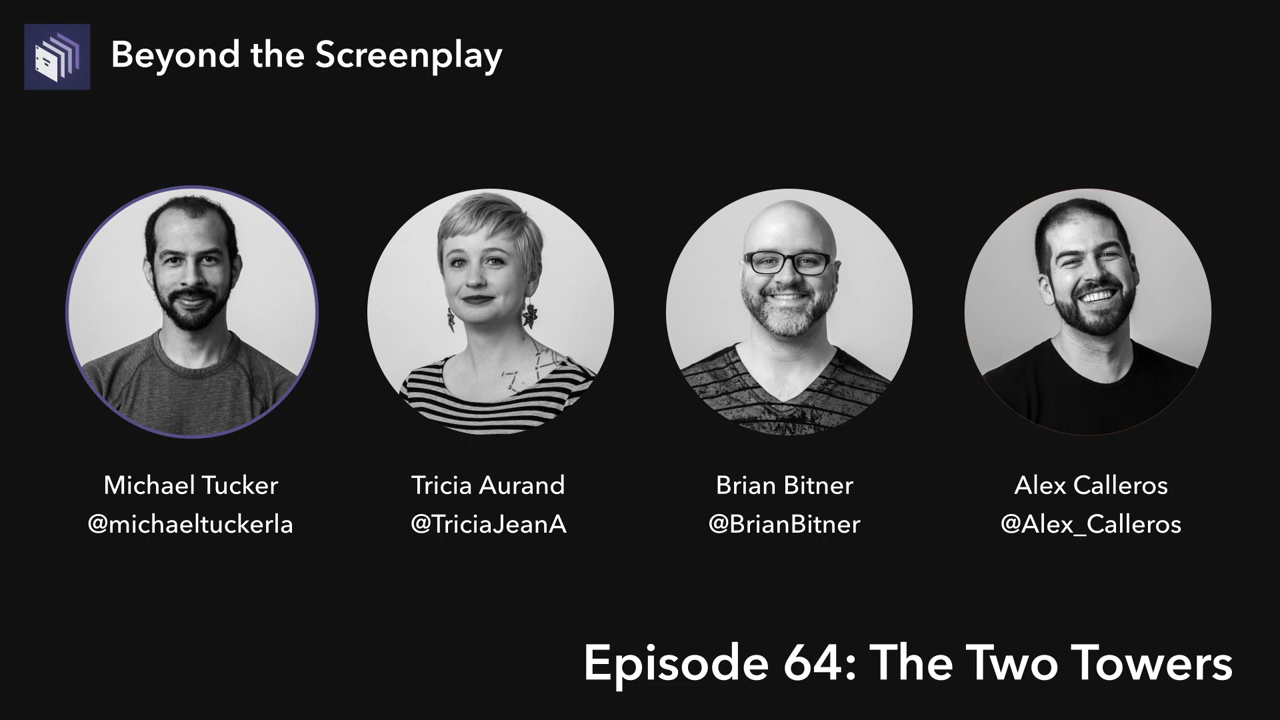 Beyond the Screenplay
Michael Tucker
@michaeltuckerla
Tricia Aurand
@TriciaJeanA
Brian Bitner
@BrianBitner
Alex Calleros
@Alex_Calleros
Episode 64: The Two Towers